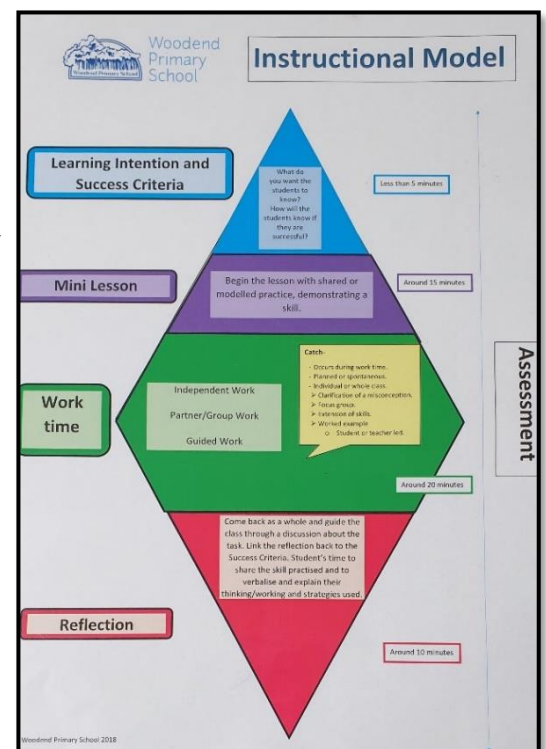 Woodend
Primary
School
Woodend Primary School
Instructional Model
Learning Intention and
Success Criteria
What do
you want the
students to
know?
How will the
students know if
they are
successful?
Less than 5 minutes
Mini Lesson
Begin the lesson with shared or
modelled practice, demonstrating a
skill.
Around 15 minutes
Work
time
Independent Work
Partner/Group Work
Guided Work
Catch-
- Occurs during work time.
- Planned or spontaneous.
- Individual or whole class.
➢ Clarification of a misconception.
➢ Focus group.
➢ Extension of skills.
➢ Worked example
o Student or teacher led.
Around 20 minutes
Assessment
Come back as a whole and guide the
class through a discussion about the
task. Link the reflection back to the
Success Criteria. Student's time to
share the skill practised and to
verbalise and explain their
thinking/working and strategies used.
Reflection
Around 10 minutes
Woodend Primary School 2018